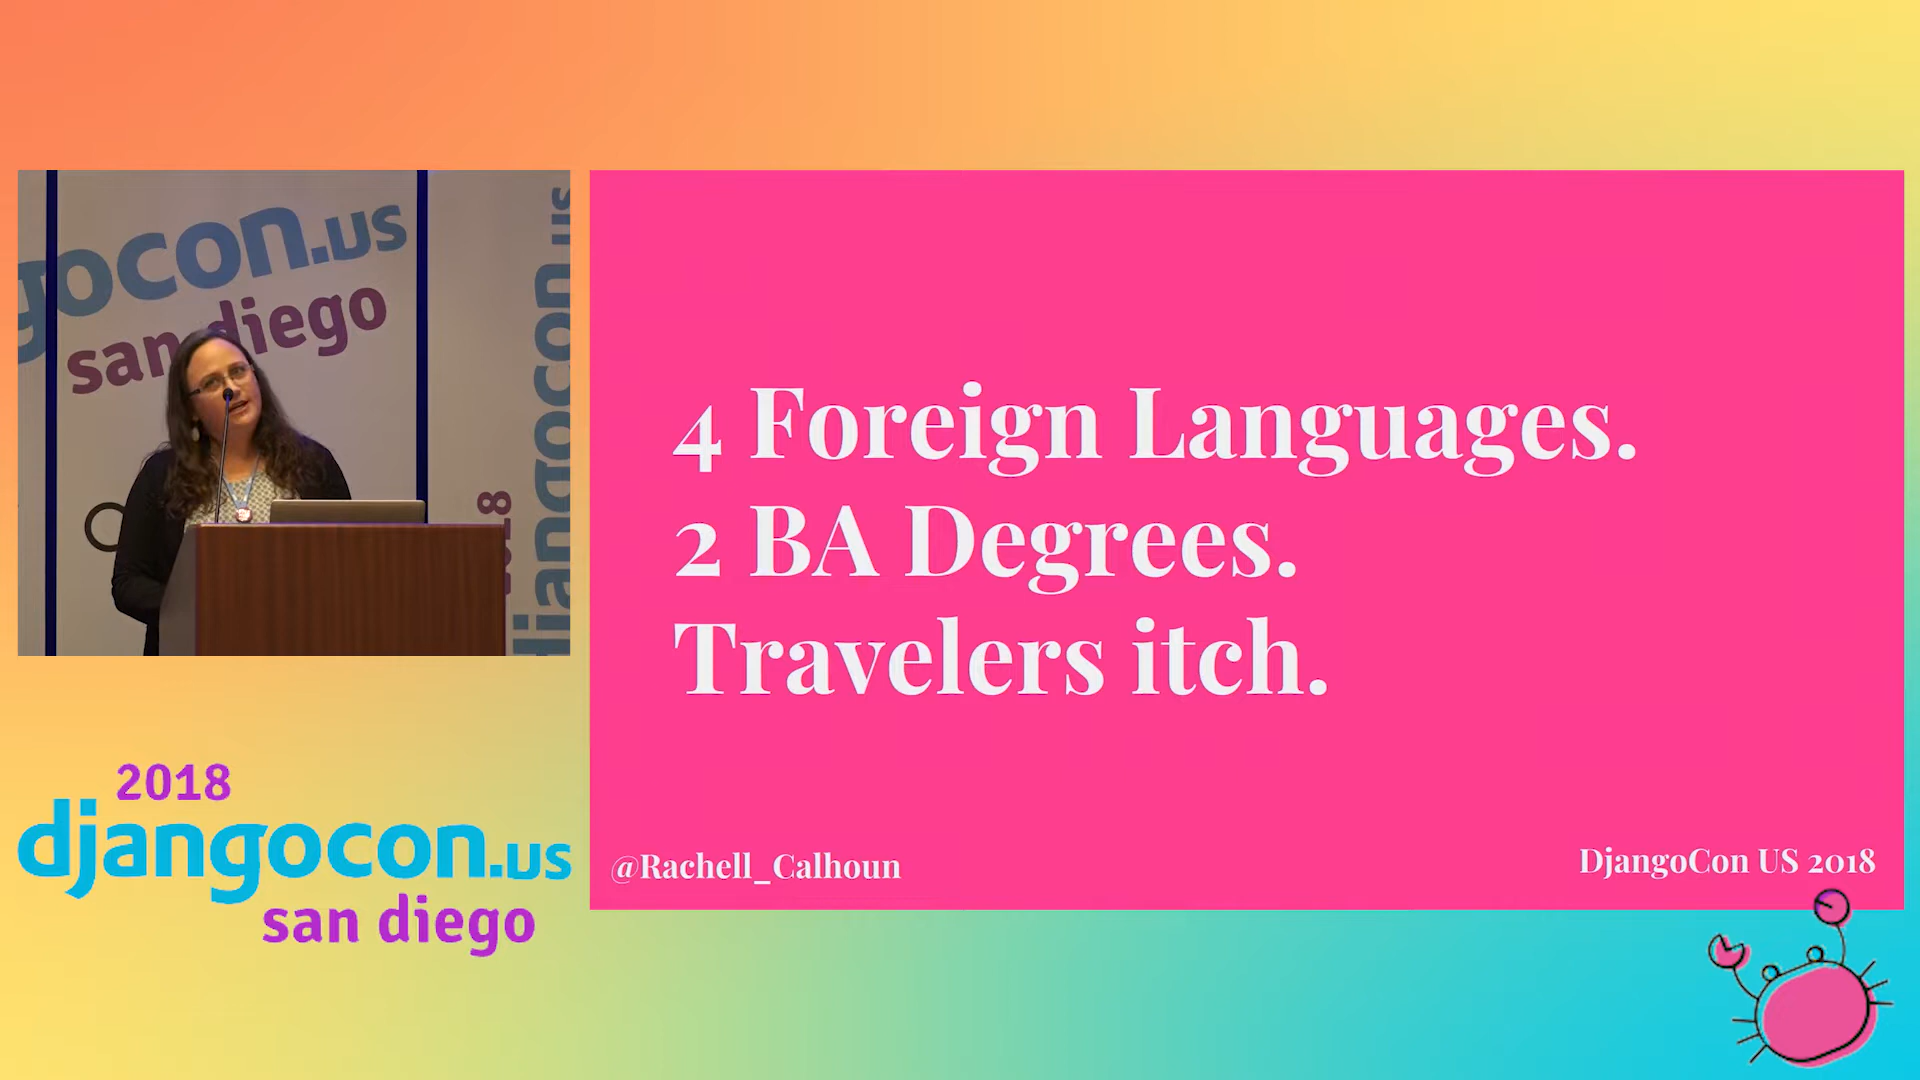 gocon.us
san diego
djangocon.us
2018
4 Foreign Languages.
2 BA Degrees.
Travelers itch.
@Rachell_Calhoun
DjangoCon US 2018
2018
djangocon.us
san diego